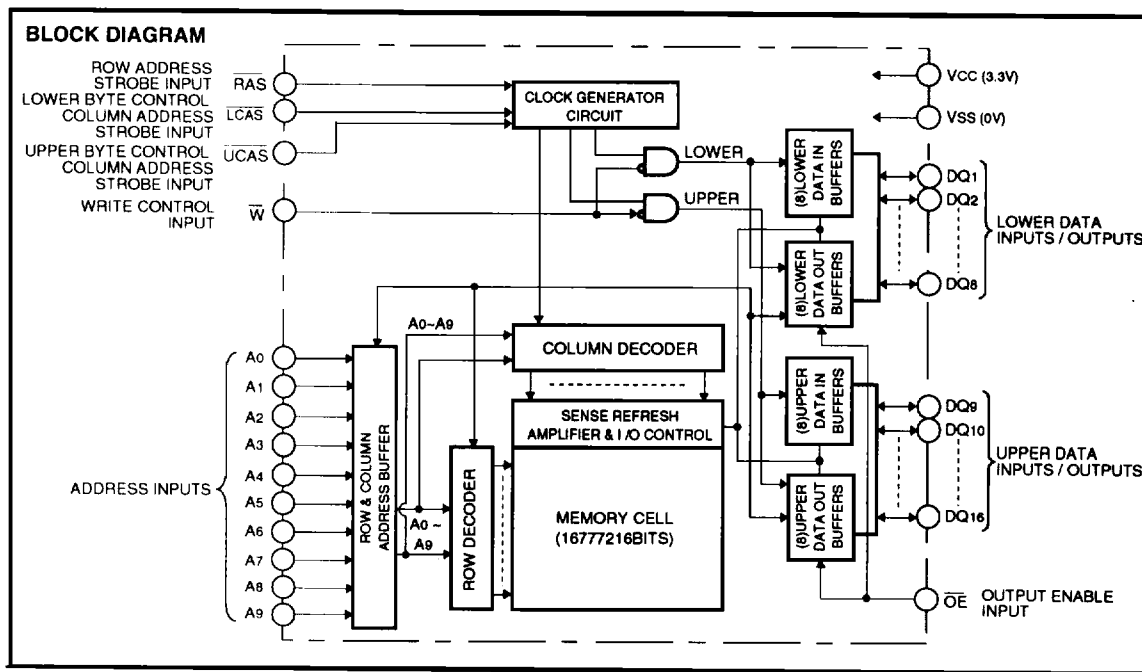 BLOCK DIAGRAM
ROW ADDRESS
STROBE INPUT
R̅A̅S̅
LOWER BYTE CONTROL
COLUMN ADDRESS
STROBE INPUT
L̅C̅A̅S̅
UPPER BYTE CONTROL
COLUMN ADDRESS
STROBE INPUT
U̅C̅A̅S̅
WRITE CONTROL
INPUT
W̅
ADDRESS INPUTS
A0
A1
A2
A3
A4
A5
A6
A7
A8
A9
ROW & COLUMN
ADDRESS BUFFER
CLOCK GENERATOR
CIRCUIT
LOWER
UPPER
A0~A9
COLUMN DECODER
SENSE REFRESH
AMPLIFIER & I /O CONTROL
A0 ~
A9
ROW DECODER
MEMORY CELL
(16777216BITS)
(8)LOWER
DATA IN
BUFFERS
(8)LOWER
DATA OUT
BUFFERS
(8)UPPER
DATA IN
BUFFERS
(8)UPPER
DATA OUT
BUFFERS
VCC (3.3V)
VSS (0V)
DQ1
DQ2
DQ8
LOWER DATA
INPUTS / OUTPUTS
DQ9
DQ10
DQ16
UPPER DATA
INPUTS / OUTPUTS
O̅E̅
OUTPUT ENABLE
INPUT